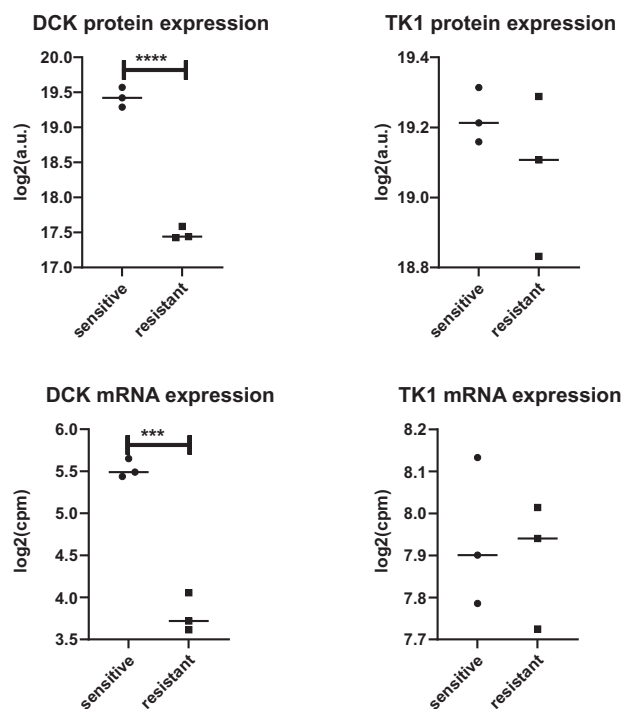 DCK protein expression
TK1 protein expression
20.0
19.5
19.0
18.5
18.0
17.5
17.0
log2(a.u.)
****
sensitive
resistant
19.4
19.2
19.0
18.8
log2(a.u.)
sensitive
resistant
DCK mRNA expression
TK1 mRNA expression
6.0
5.5
5.0
4.5
4.0
3.5
log2(cpm)
***
sensitive
resistant
8.2
8.1
8.0
7.9
7.8
7.7
log2(cpm)
sensitive
resistant